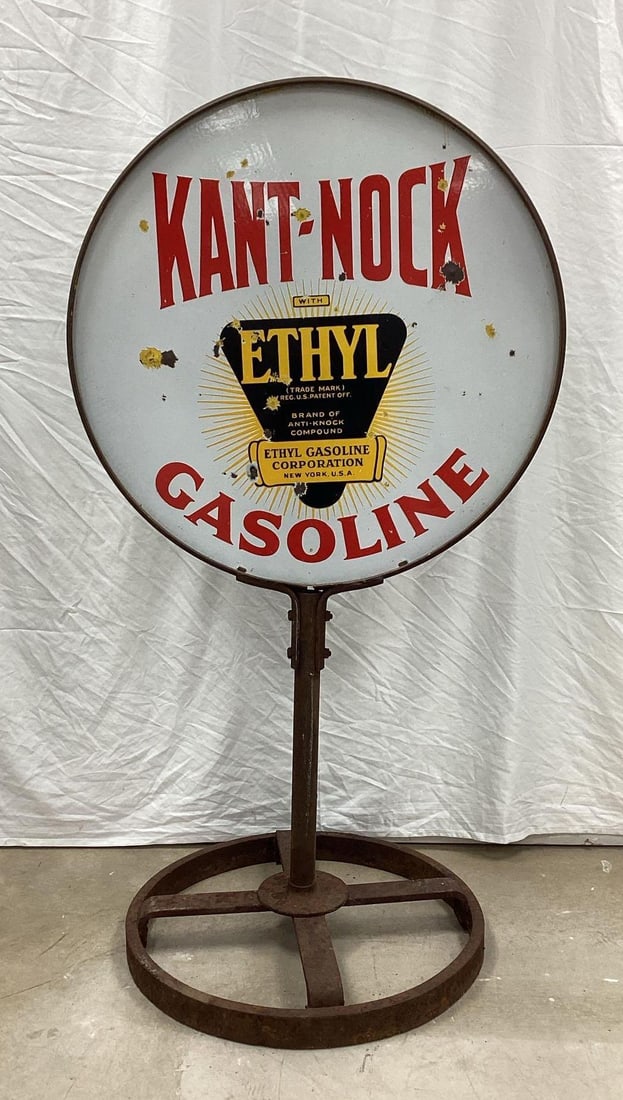 KANT-NOCK
WITH
ETHYL
(TRADE MARK)
REG. U.S. PATENT OFF.
BRAND OF
ANTI-KNOCK
COMPOUND
ETHYL GASOLINE
CORPORATION
NEW YORK, U.S.A.
GASOLINE